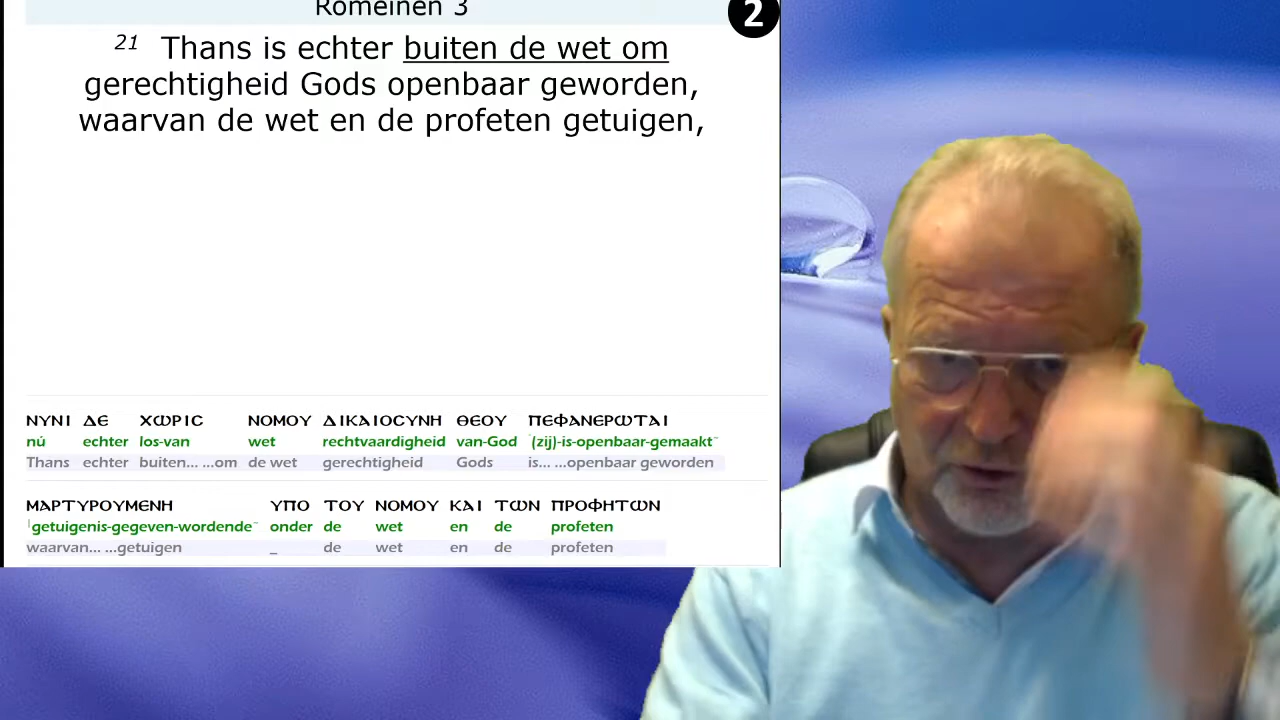 Romeinen 3
2
21 Thans is echter buiten de wet om
gerechtigheid Gods openbaar geworden,
waarvan de wet en de profeten getuigen,
ΝΥΝΙ ΔΕ ΧΩΡΙϹ ΝΟΜΟΥ ΔΙΚΑΙΟϹΥΝΗ ΘΕΟΥ ΠΕΦΑΝΕΡΩΤΑΙ
nú echter los-van wet rechtvaardigheid van-God ˙(zij)-is-openbaar-gemaakt~
Thans echter buiten... ...om de wet gerechtigheid Gods is... ...openbaar geworden
ΜΑΡΤΥΡΟΥΜΕΝΗ ΥΠΟ ΤΟΥ ΝΟΜΟΥ ΚΑΙ ΤΩΝ ΠΡΟΦΗΤΩΝ
|getuigenis-gegeven-wordende~ onder de wet en de profeten
waarvan... ...getuigen _ de wet en de profeten